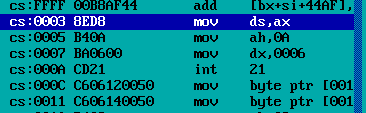 cs:FFFF 00B8AF44 add [bx+si+44AF],
cs:0003 8ED8 mov ds,ax
cs:0005 B40A mov ah,0A
cs:0007 BA0600 mov dx,0006
cs:000A CD21 int 21
cs:000C C606120050 mov byte ptr [001
cs:0011 C606140050 mov byte ptr [001